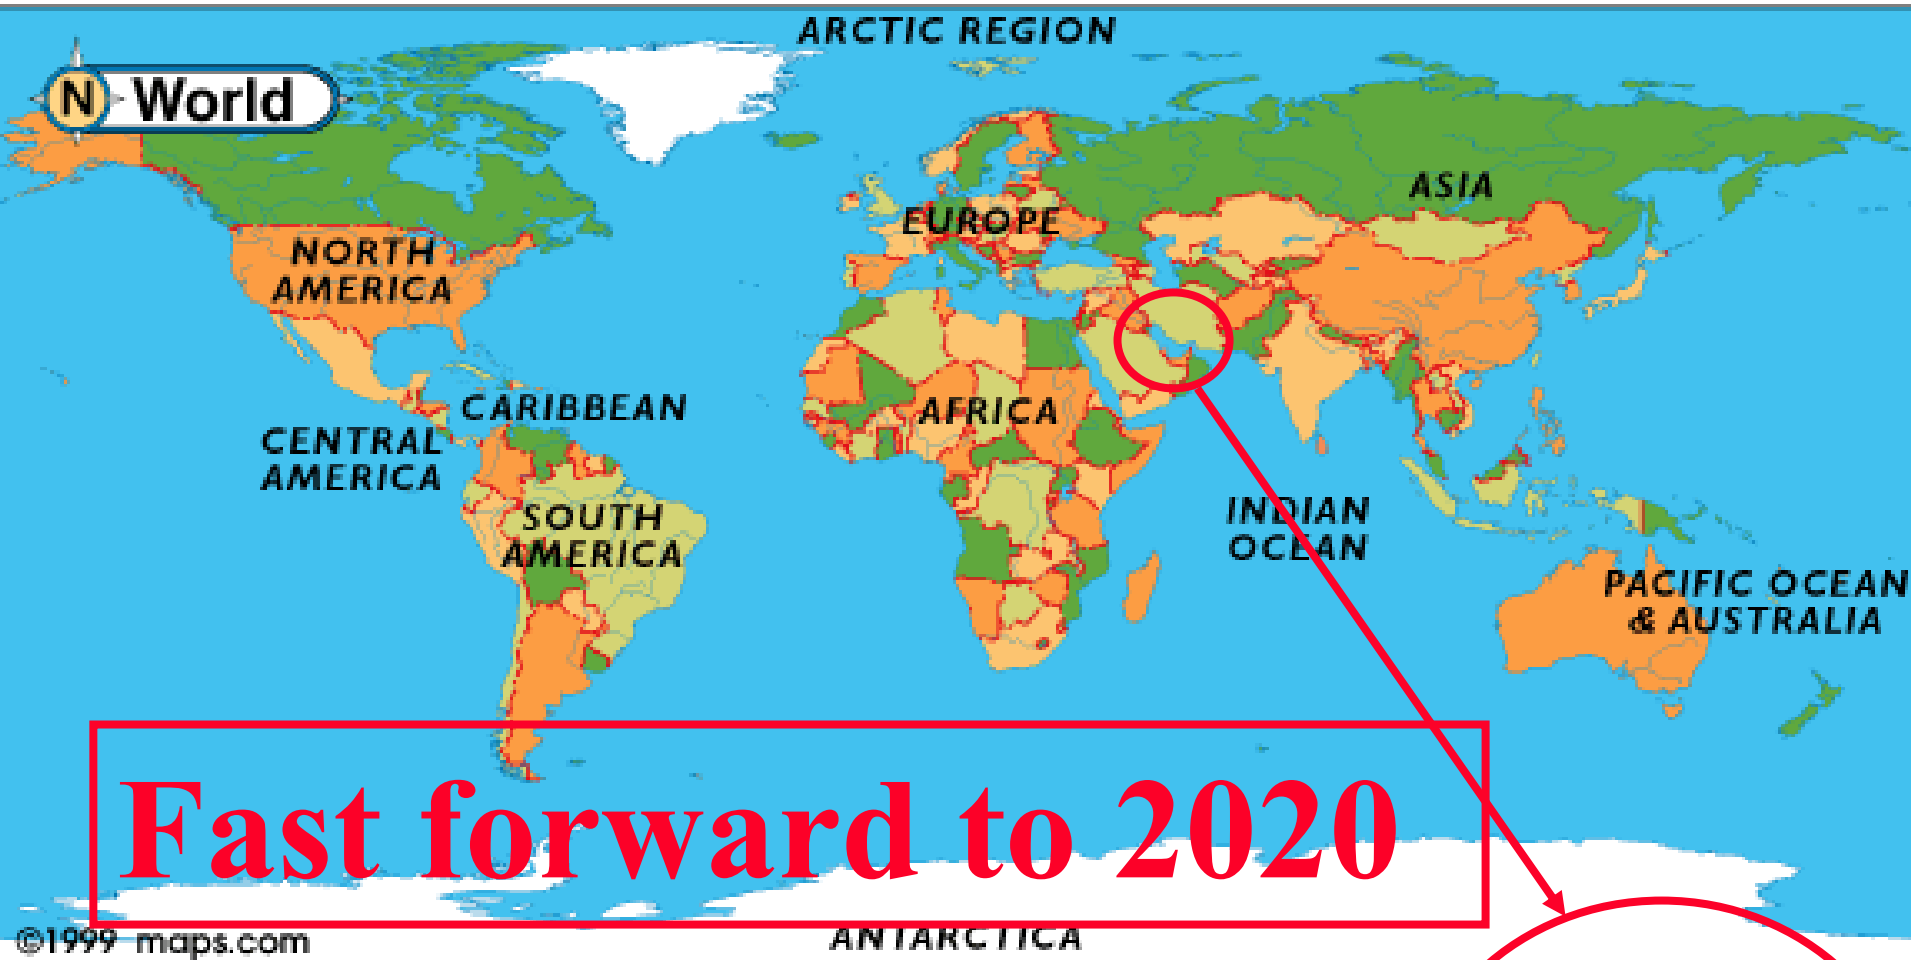 ARCTIC REGION
N World
ASIA
EUROPE
NORTH
AMERICA
CARIBBEAN
AFRICA
CENTRAL
AMERICA
SOUTH
AMERICA
INDIAN
OCEAN
PACIFIC OCEAN
& AUSTRALIA
Fast forward to 2020
©1999 maps.com
ANTARCTICA